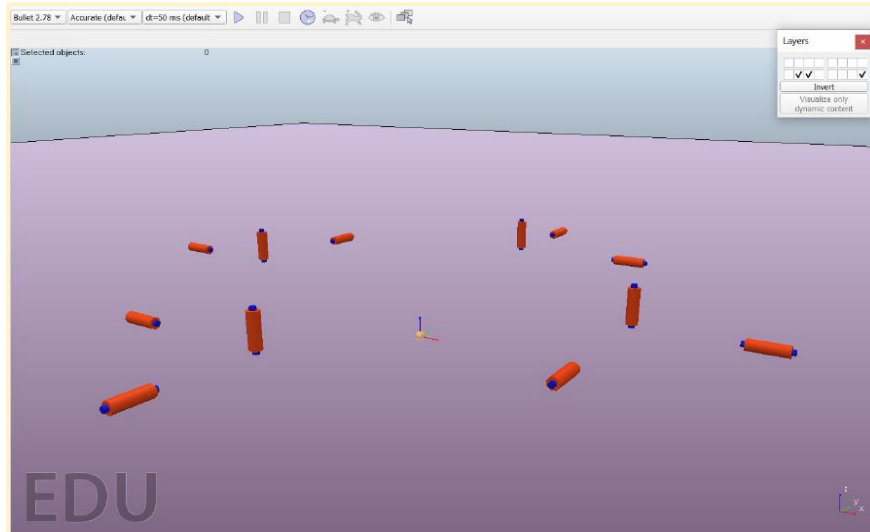 Bullet 2.78 Accurate (defau dt=50 ms (default
Selected objects: 0
Layers
Invert
Visualize only
dynamic content
EDU
z
y
x